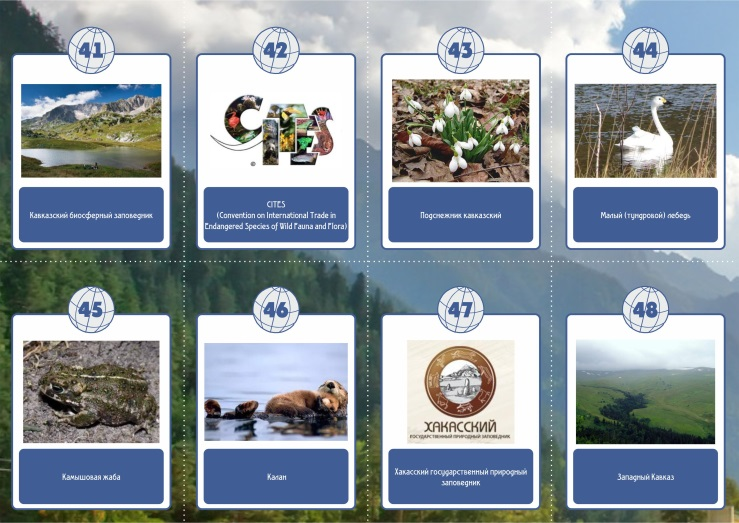 41
42
43
44
CITES
©
Кавказский биосферный заповедник
CITES
(Convention on International Trade in
Endangered Species of Wild Fauna and Flora)
Подснежник кавказский
Малый (тундровой) лебедь
45
46
47
48
ХАКАССКИЙ
ГОСУДАРСТВЕННЫЙ ПРИРОДНЫЙ ЗАПОВЕДНИК
Камышовая жаба
Калан
Хакасский государственный природный
заповедник
Западный Кавказ